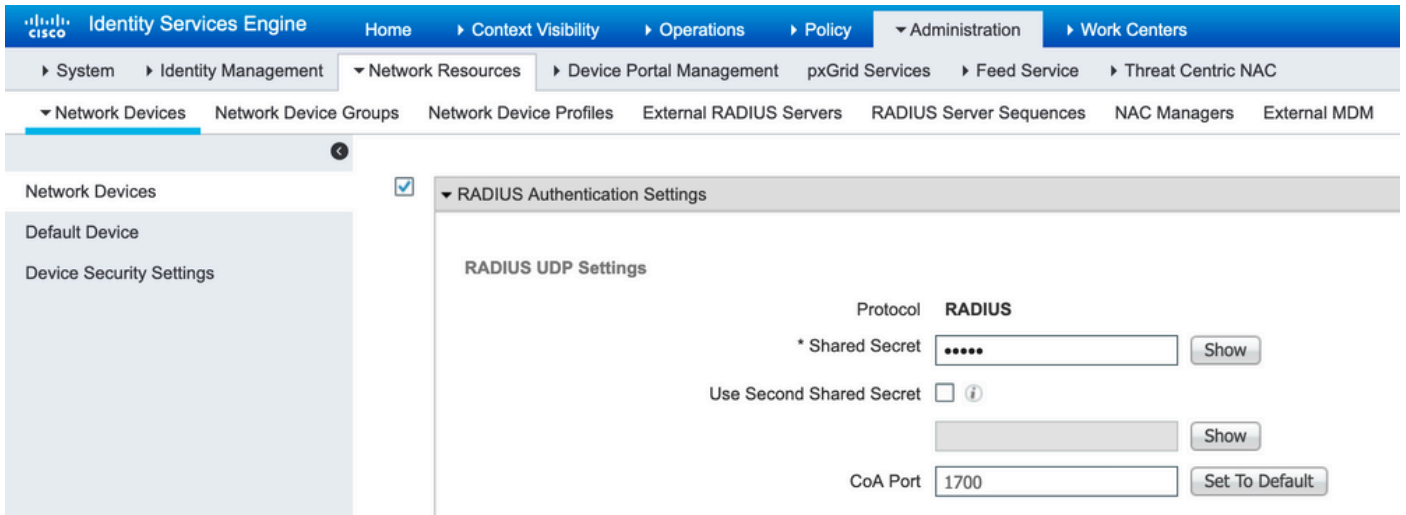 cisco Identity Services Engine Home Context Visibility Operations Policy Administration Work Centers
System Identity Management Network Resources Device Portal Management pxGrid Services Feed Service Threat Centric NAC
Network Devices Network Device Groups Network Device Profiles External RADIUS Servers RADIUS Server Sequences NAC Managers External MDM
Network Devices
Default Device
Device Security Settings
RADIUS Authentication Settings
RADIUS UDP Settings
Protocol RADIUS
* Shared Secret ••••• Show
Use Second Shared Secret i
Show
CoA Port 1700 Set To Default